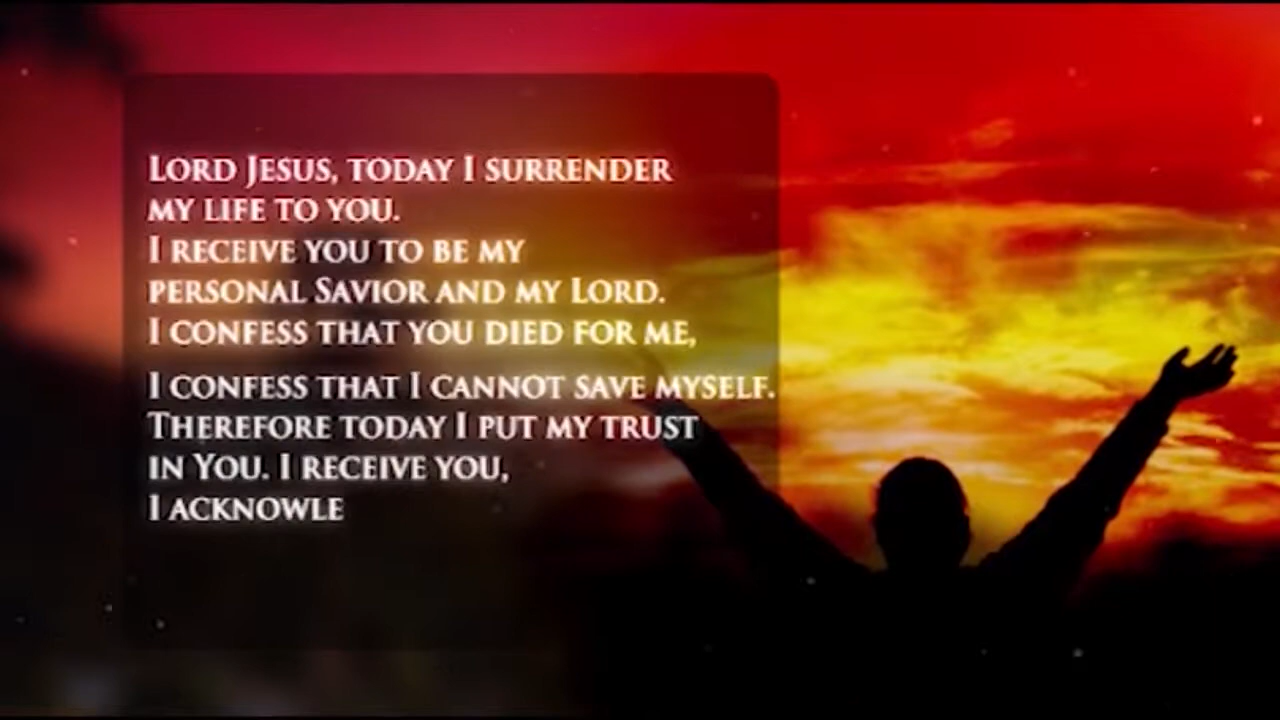 Lord Jesus, today I surrender
my life to you.
I receive you to be my
personal Savior and my Lord.
I confess that you died for me,
I confess that I cannot save myself.
Therefore today I put my trust
in You. I receive you,
I acknowle